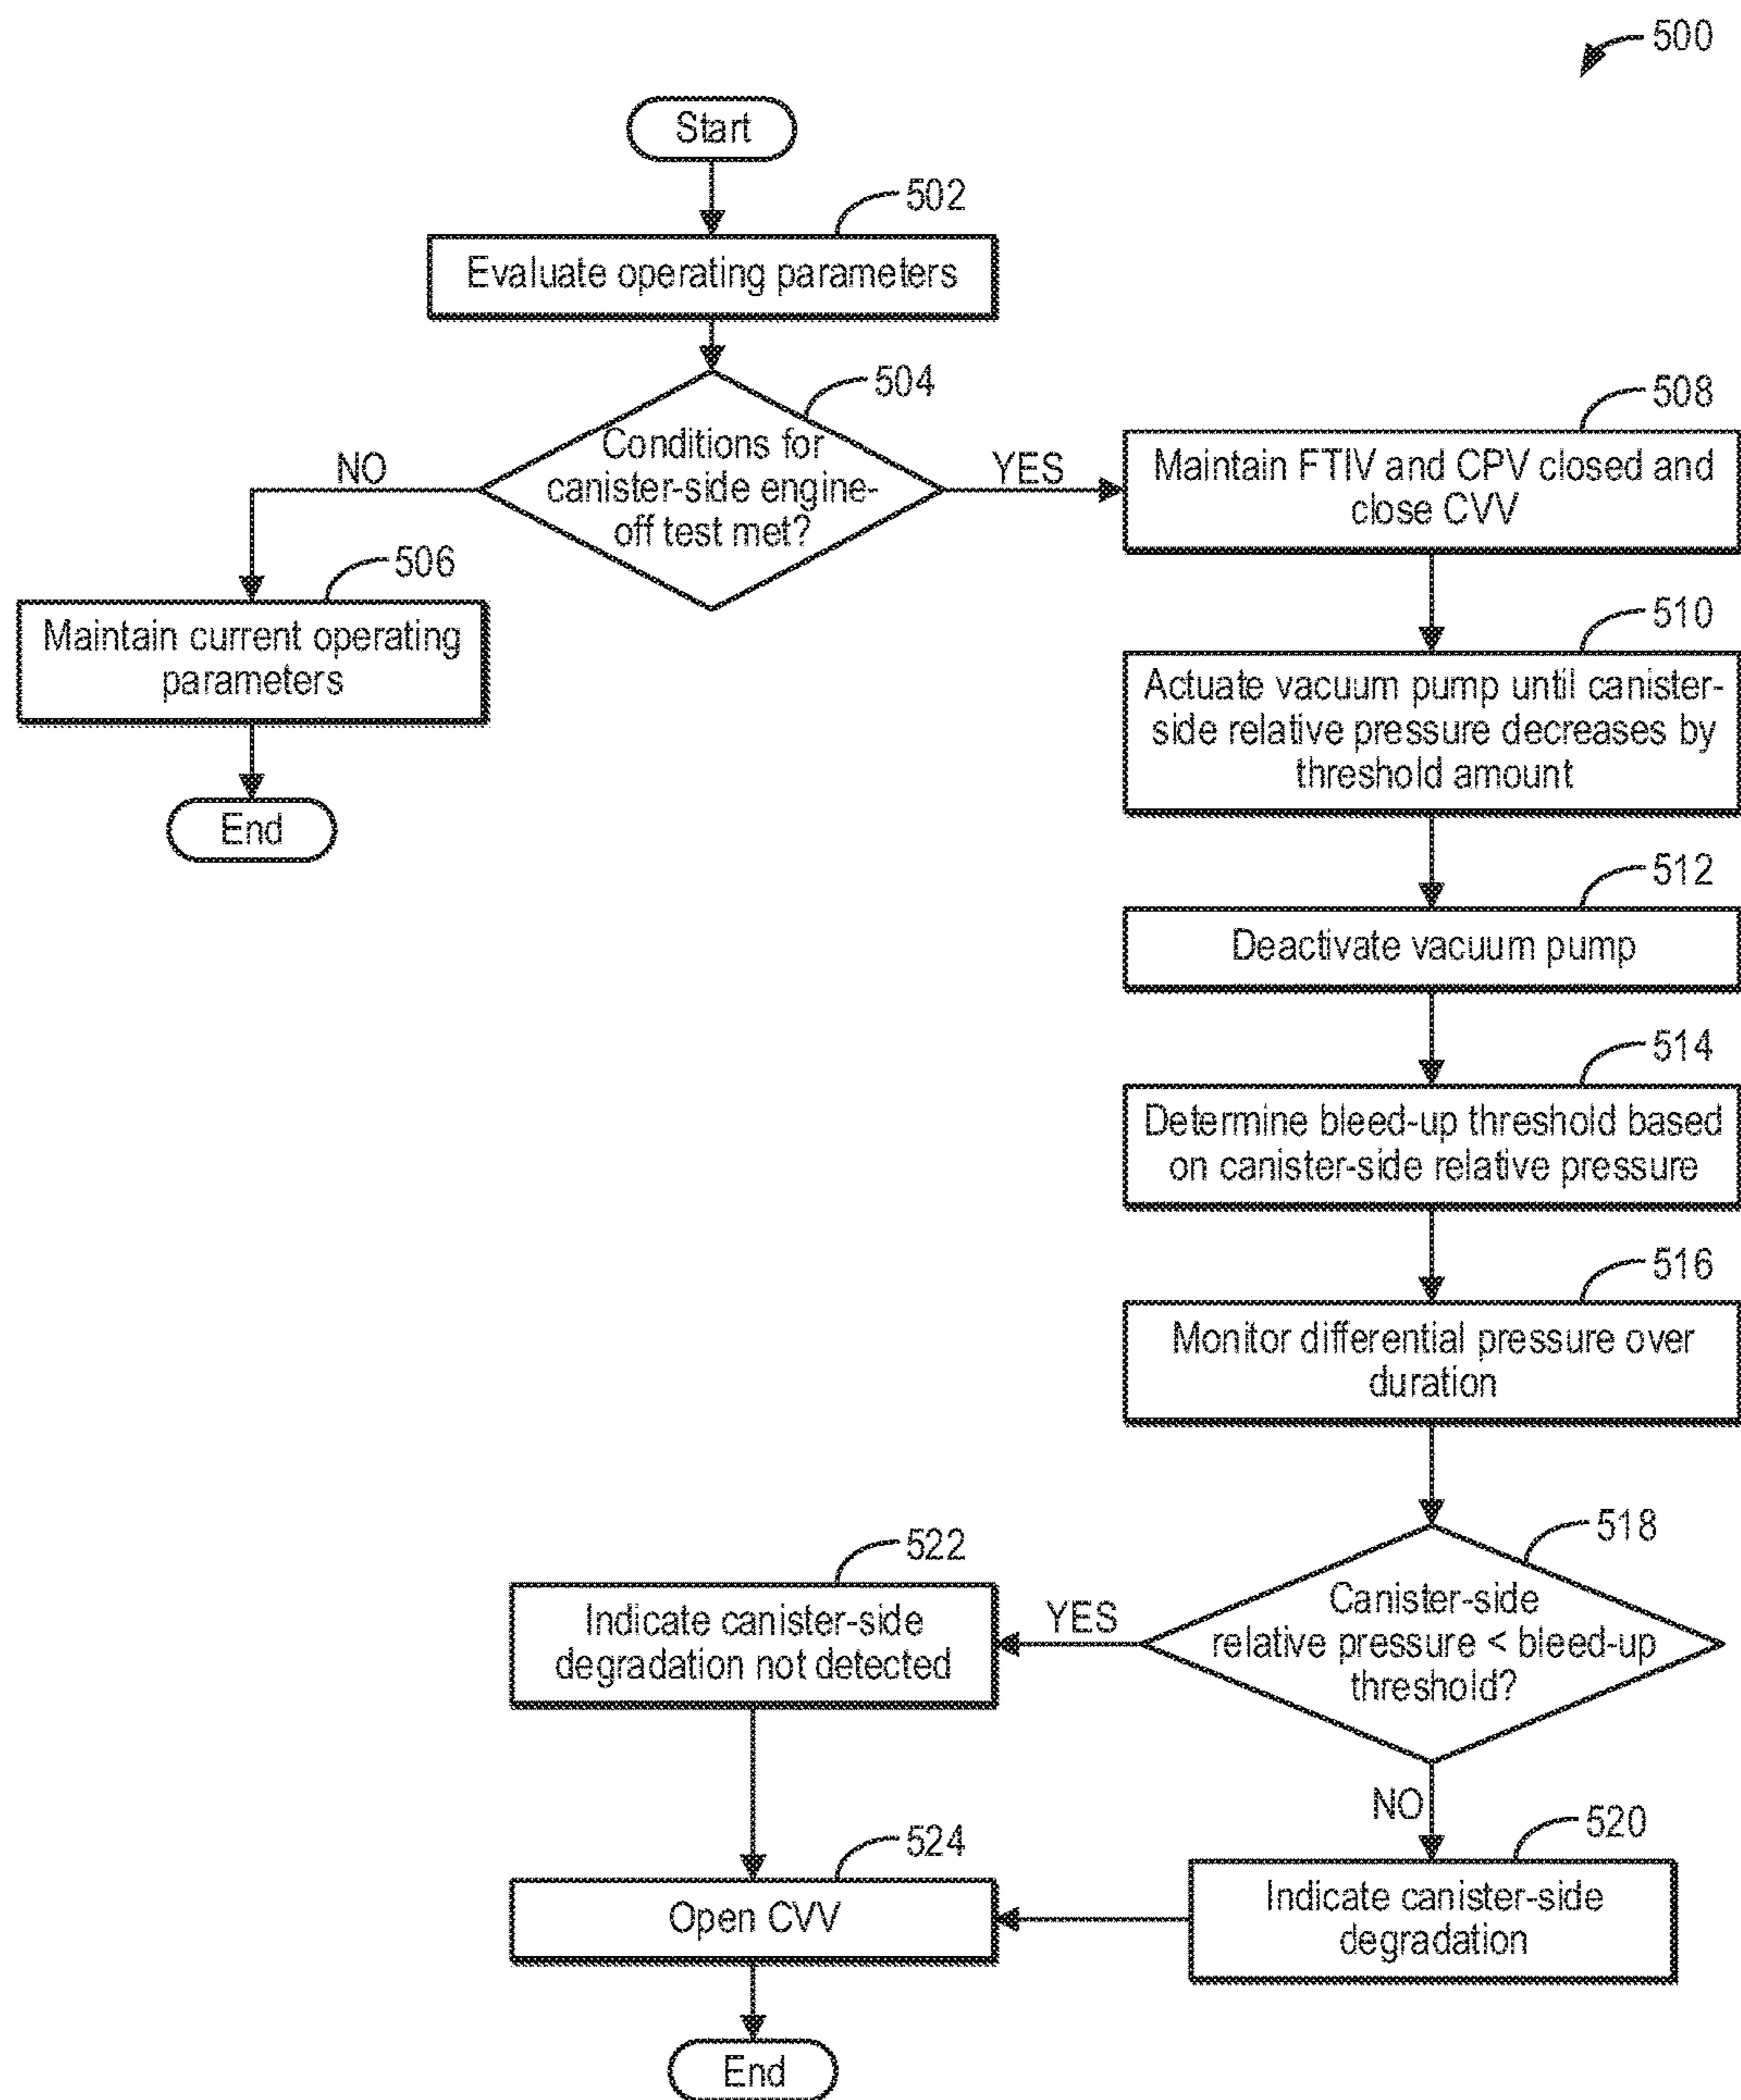 500
Start
502
Evaluate operating parameters
504
Conditions for
canister-side engine-
off test met?
NO
YES
506
Maintain current operating
parameters
End
508
Maintain FTIV and CPV closed and
close CVV
510
Actuate vacuum pump until canister-
side relative pressure decreases by
threshold amount
512
Deactivate vacuum pump
514
Determine bleed-up threshold based
on canister-side relative pressure
516
Monitor differential pressure over
duration
518
Canister-side
relative pressure < bleed-up
threshold?
YES
NO
522
Indicate canister-side
degradation not detected
520
Indicate canister-side
degradation
524
Open CVV
End